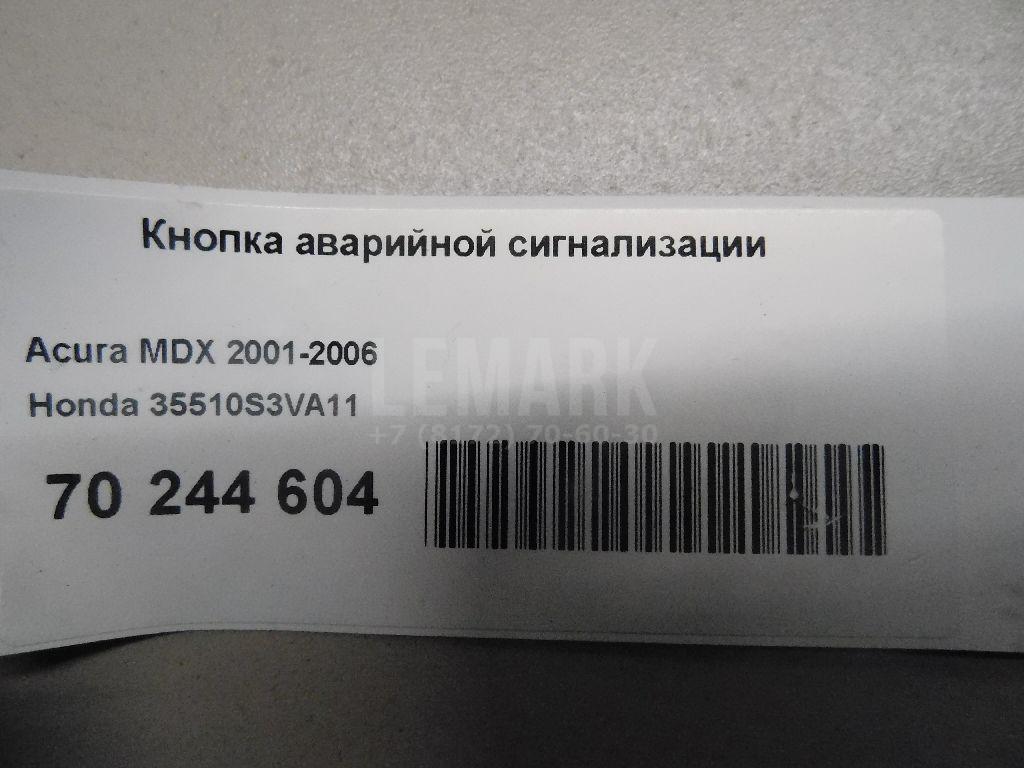 Кнопка аварийной сигнализации
Acura MDX 2001-2006
LEMARK
Honda 35510S3VA11
+7 (8172) 70-60-30
70 244 604